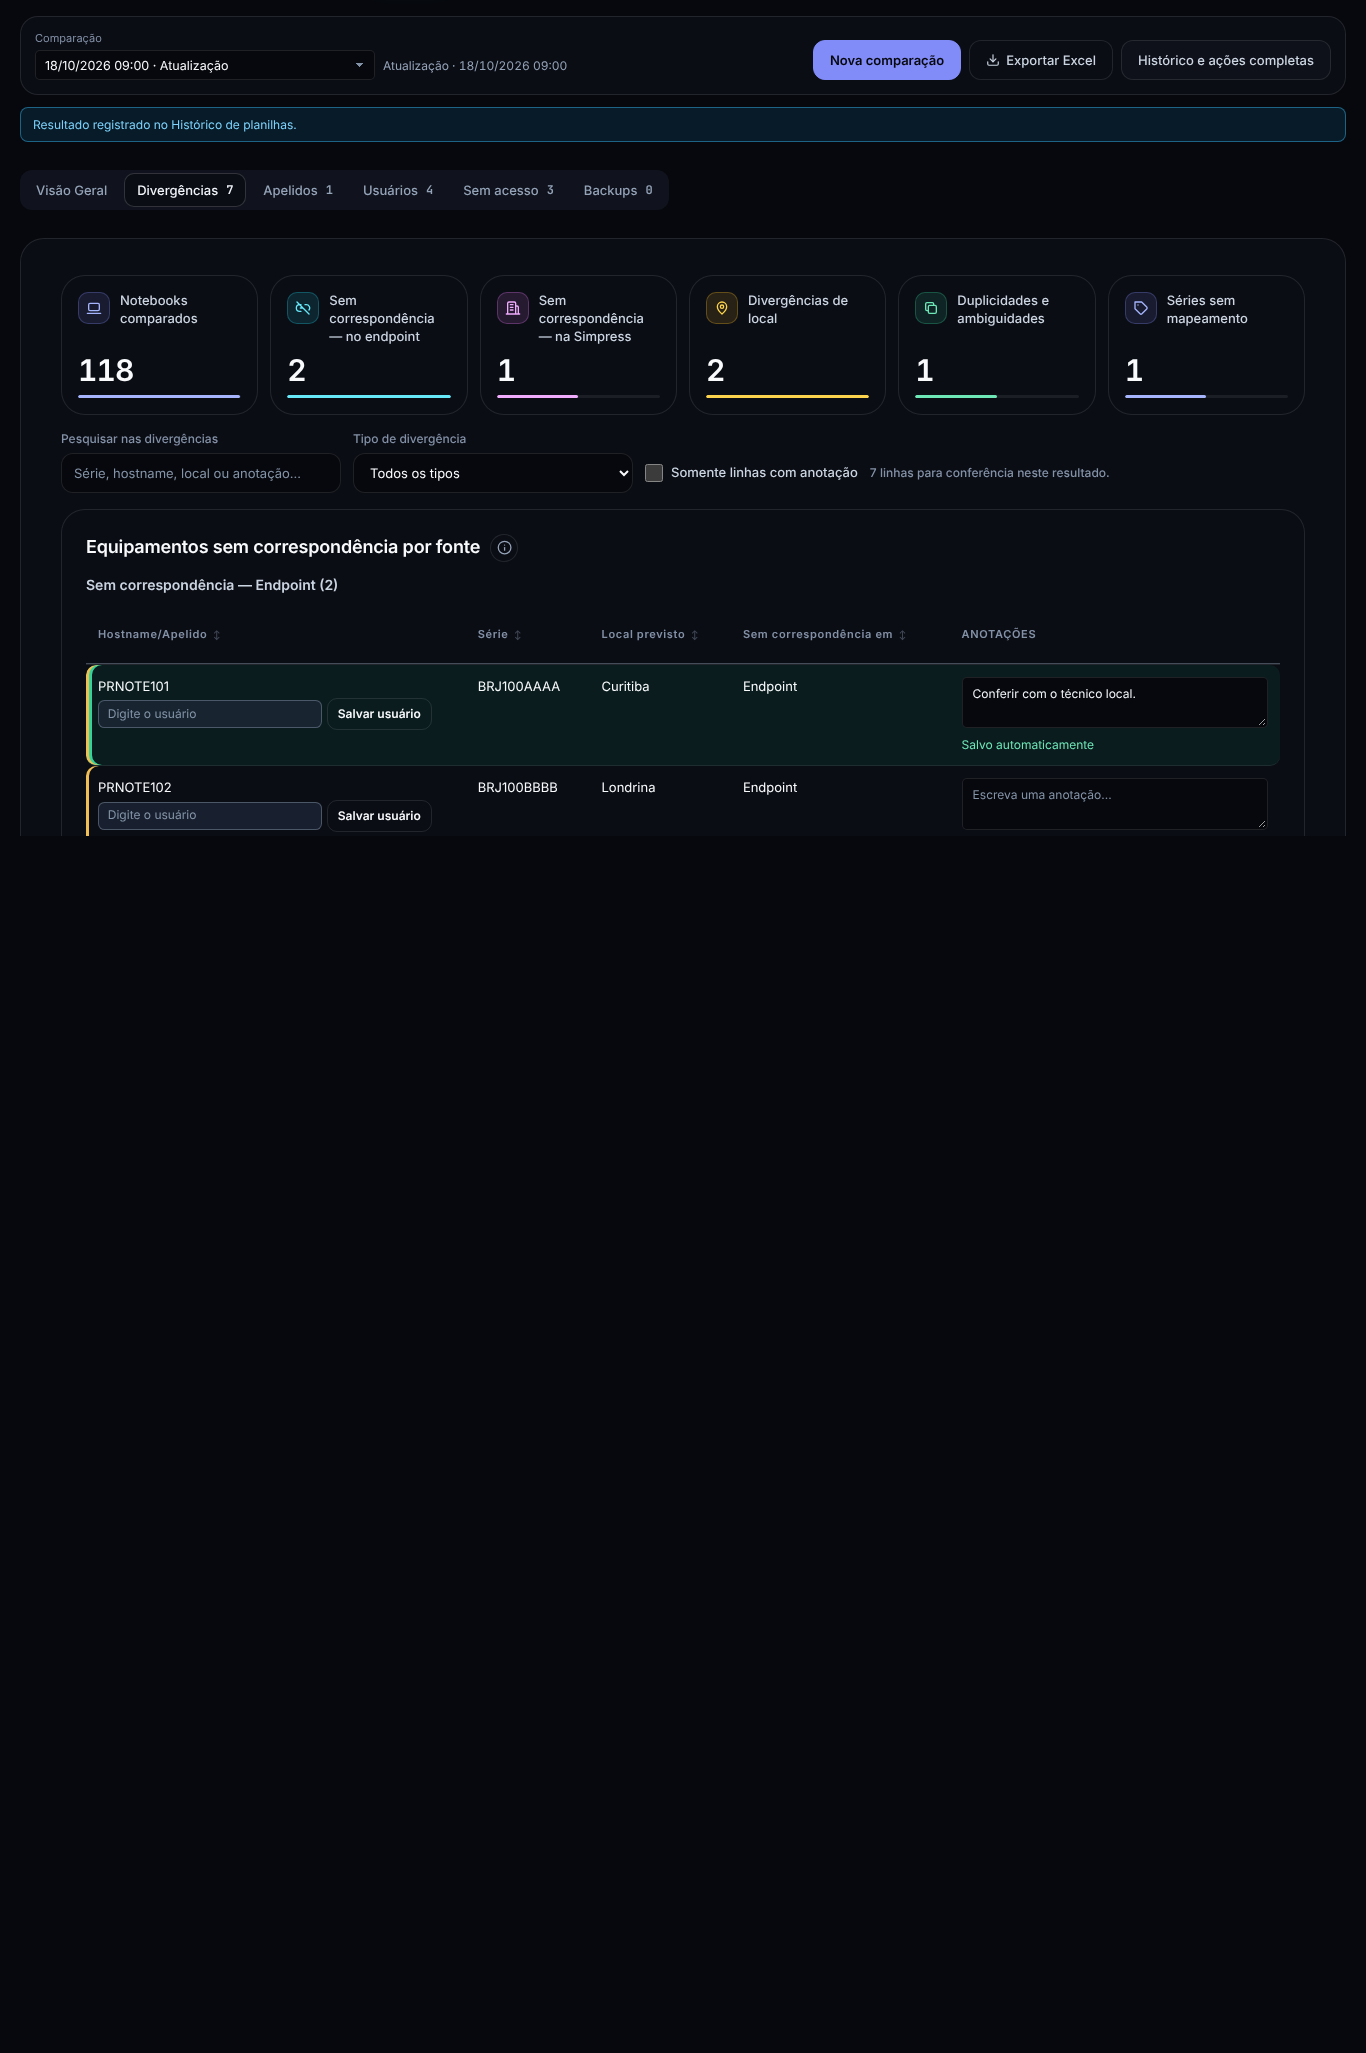 Comparação
18/10/2026 09:00 · Atualização
Atualização · 18/10/2026 09:00
Nova comparação
Exportar Excel
Histórico e ações completas
Resultado registrado no Histórico de planilhas.
Visão Geral
Divergências 7
Apelidos 1
Usuários 4
Sem acesso 3
Backups 0
Notebooks
comparados
118
Sem
correspondência
— no endpoint
2
Sem
correspondência
— na Simpress
1
Divergências de
local
2
Duplicidades e
ambiguidades
1
Séries sem
mapeamento
1
Pesquisar nas divergências
Série, hostname, local ou anotação...
Tipo de divergência
Todos os tipos
Somente linhas com anotação
7 linhas para conferência neste resultado.
Equipamentos sem correspondência por fonte
Sem correspondência — Endpoint (2)
Hostname/Apelido Série Local previsto Sem correspondência em ANOTAÇÕES
PRNOTE101 BRJ100AAAA Curitiba Endpoint Conferir com o técnico local.
Digite o usuário Salvar usuário
Salvo automaticamente
PRNOTE102 BRJ100BBBB Londrina Endpoint Escreva uma anotação...
Digite o usuário Salvar usuário